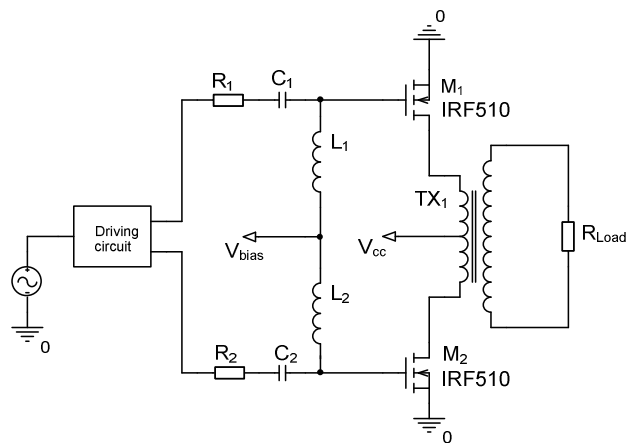 0
R1
C1
M1
IRF510
L1
TX1
Driving
circuit
Vbias
Vcc
RLoad
0
L2
R2
C2
M2
IRF510
0